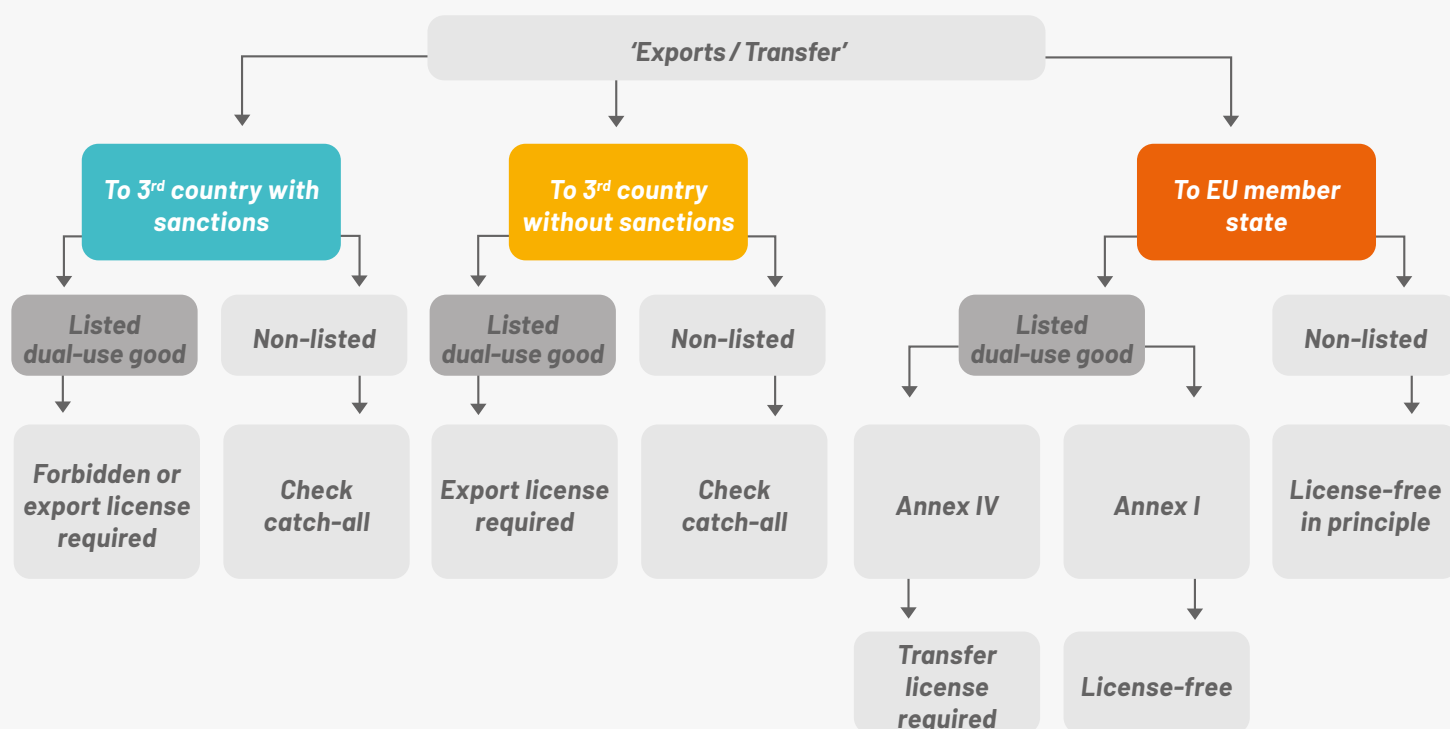 ‘Exports / Transfer’
To 3rd country with
sanctions
To 3rd country
without sanctions
To EU member
state
Listed
dual-use good
Non-listed
Listed
dual-use good
Non-listed
Listed
dual-use good
Non-listed
Forbidden or
export license
required
Check
catch-all
Export license
required
Check
catch-all
Annex IV
Annex I
License-free
in principle
Transfer
license
required
License-free